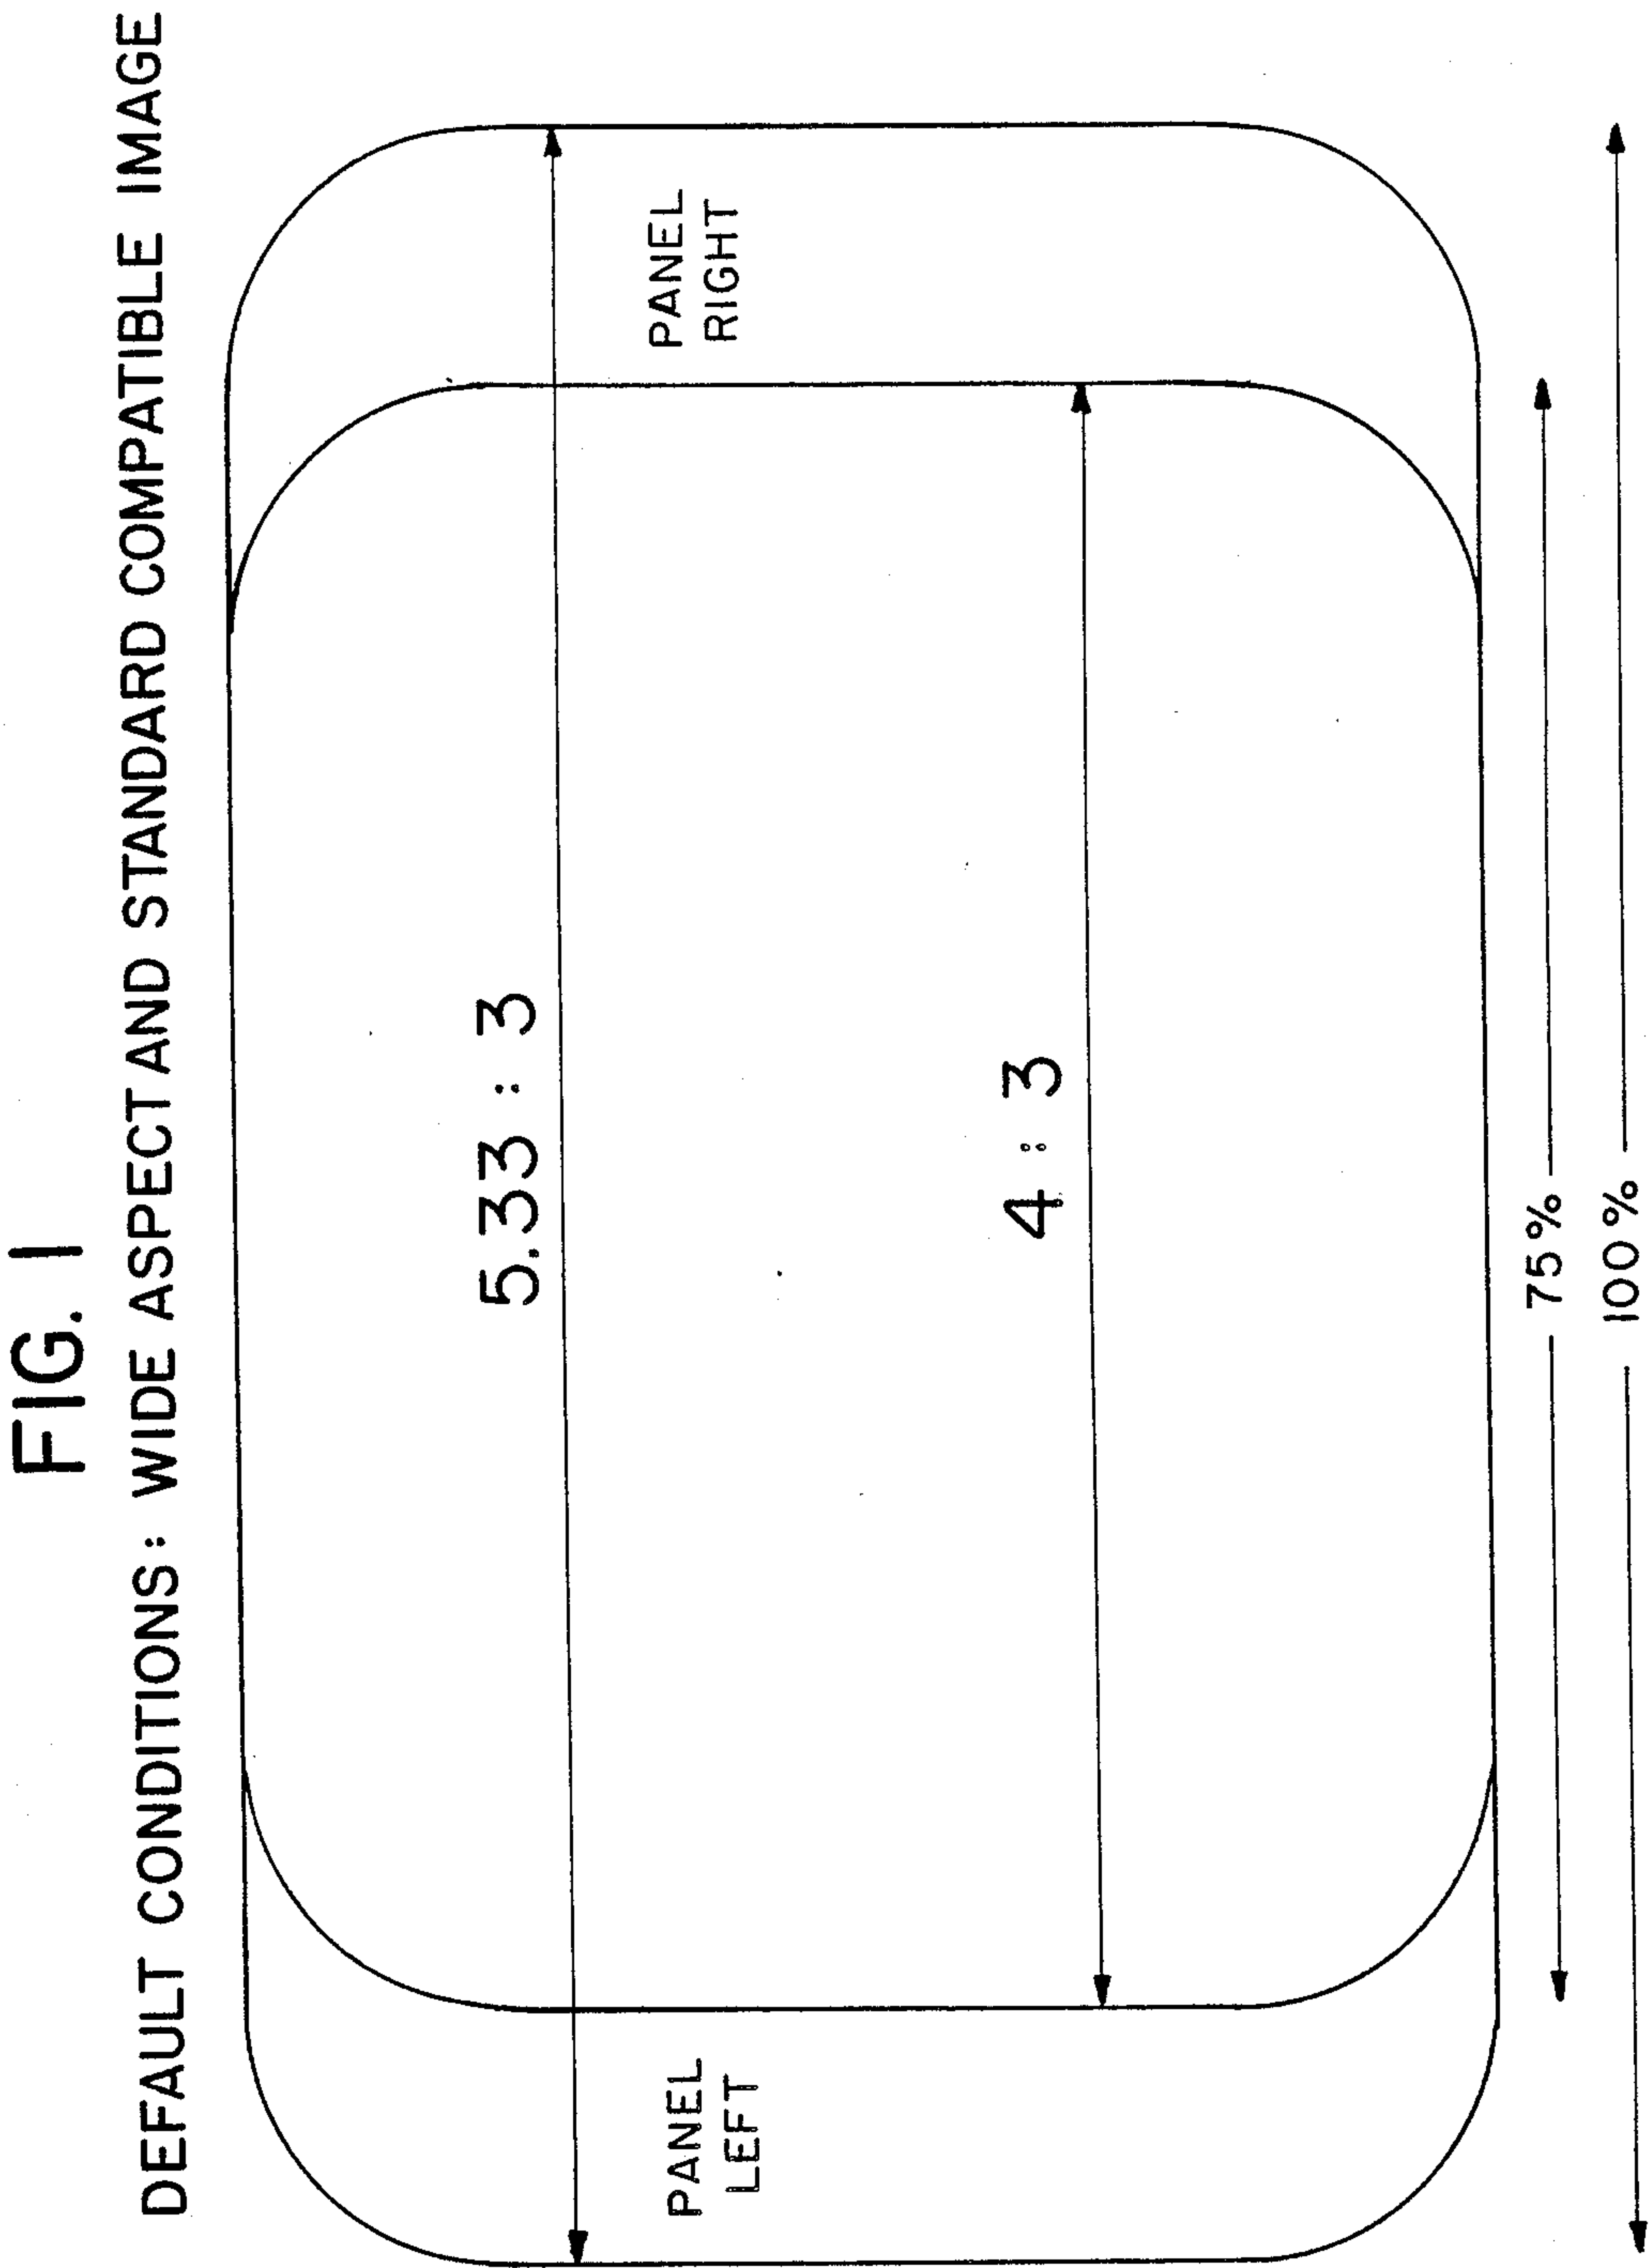 FIG. 1
DEFAULT CONDITIONS: WIDE ASPECT AND STANDARD COMPATIBLE IMAGE
5.33 : 3
PANEL
LEFT
PANEL
RIGHT
4 : 3
75%
100%